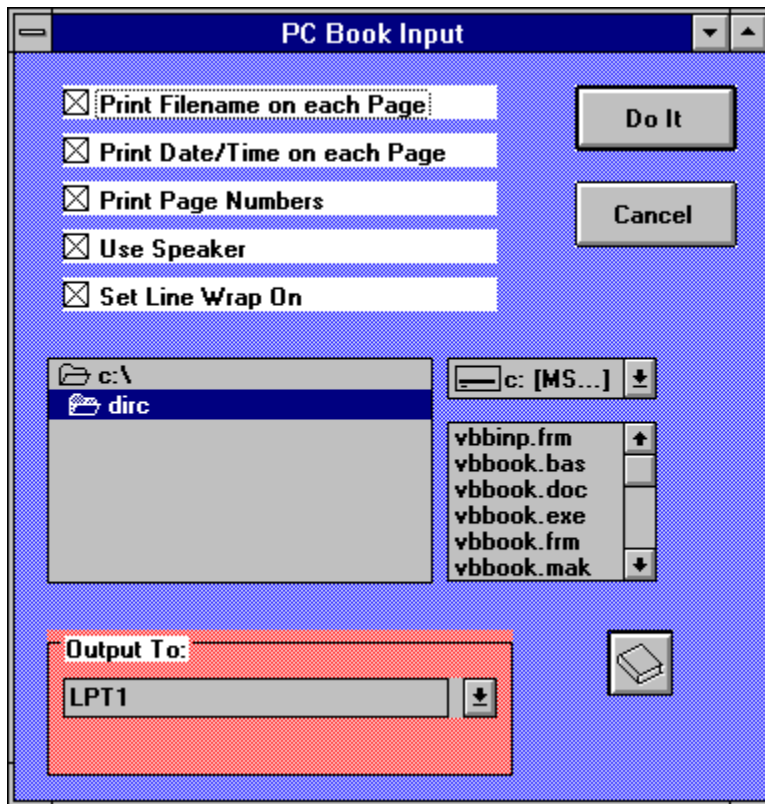 PC Book Input
Print Filename on each Page
Do It
Print Date/Time on each Page
Print Page Numbers
Cancel
Use Speaker
Set Line Wrap On
c:\
c: [MS...]
dirc
vbbinp.frm
vbbook.bas
vbbook.doc
vbbook.exe
vbbook.frm
vbbook.mak
Output To:
LPT1